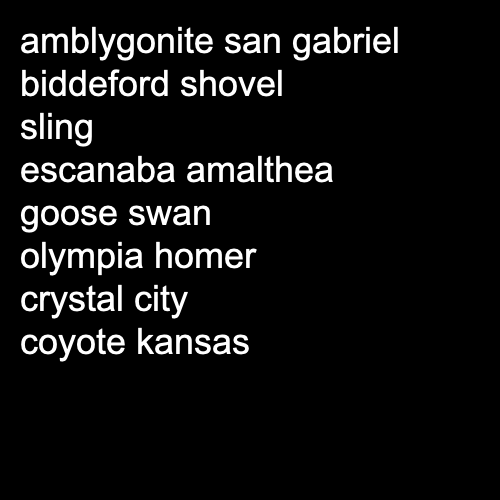 amblygonite san gabriel
biddeford shovel
sling
escanaba amalthea
goose swan
olympia homer
crystal city
coyote kansas